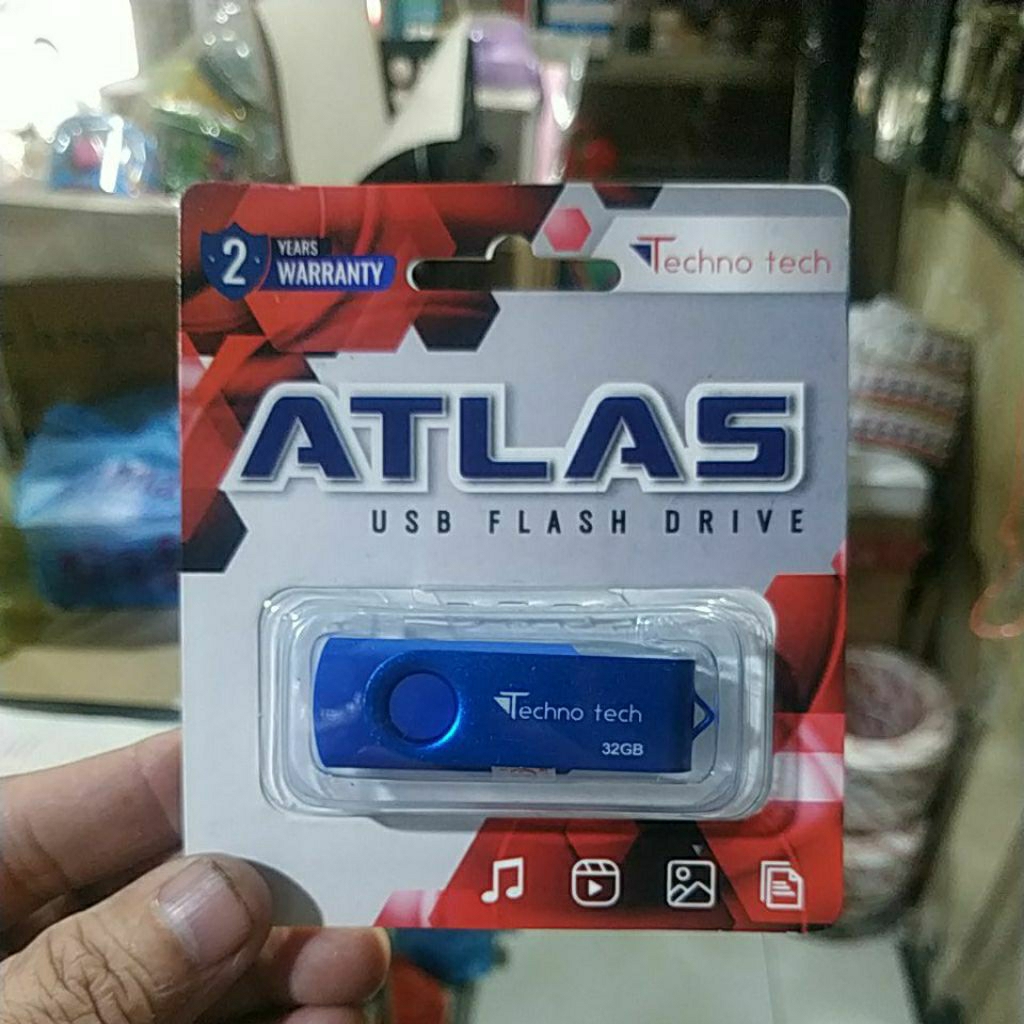 2
YEARS
WARRANTY
Techno tech
ATLAS
USB FLASH DRIVE
Techno tech
32GB